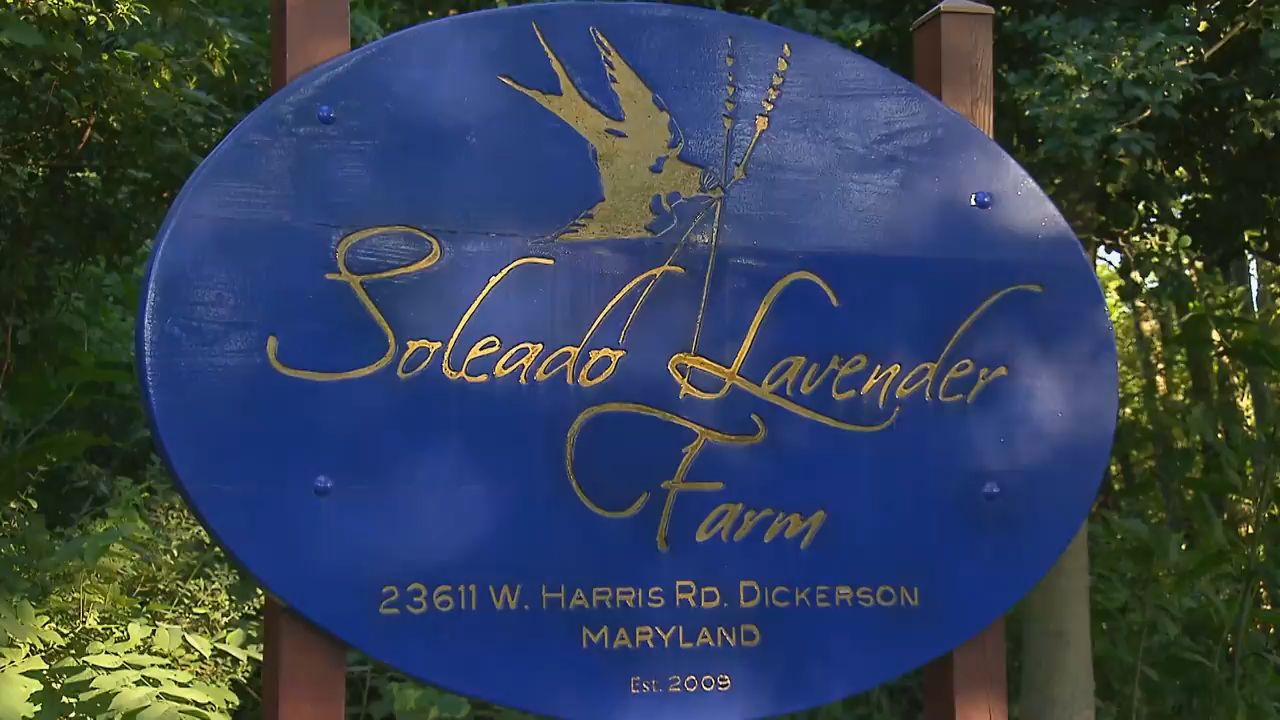 Soleado Lavender
Farm
23611 W. HARRIS RD. DICKERSON
MARYLAND
EST. 2009